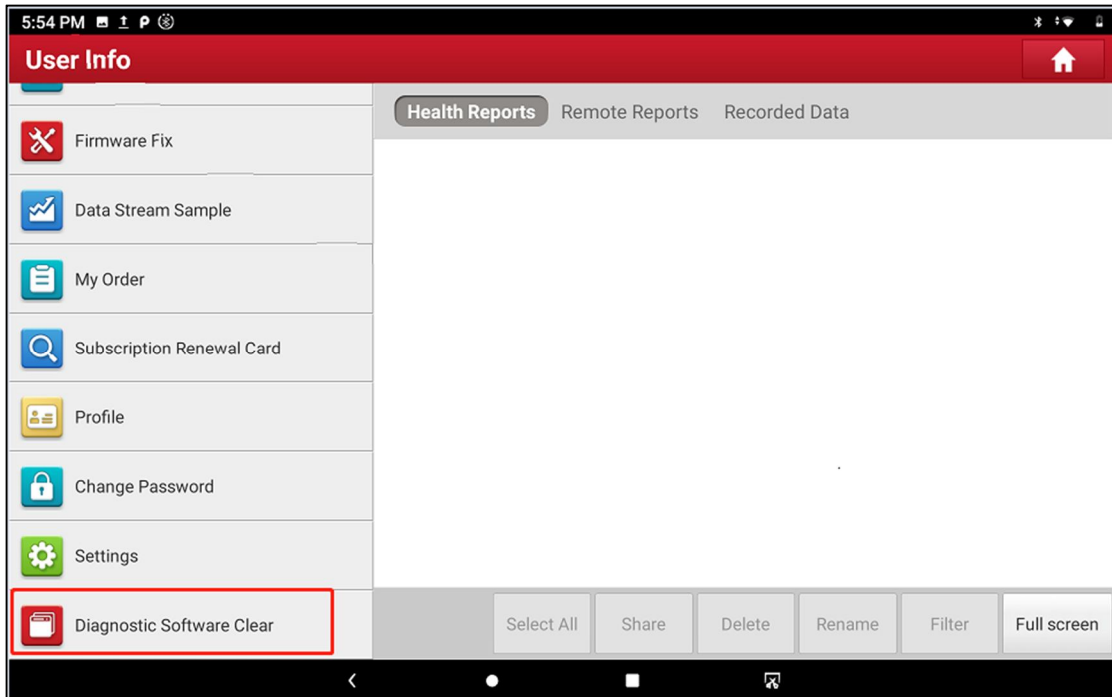 5:54 PM
User Info
Health Reports Remote Reports Recorded Data
Firmware Fix
Data Stream Sample
My Order
Subscription Renewal Card
Profile
Change Password
Settings
Diagnostic Software Clear
Select All Share Delete Rename Filter Full screen